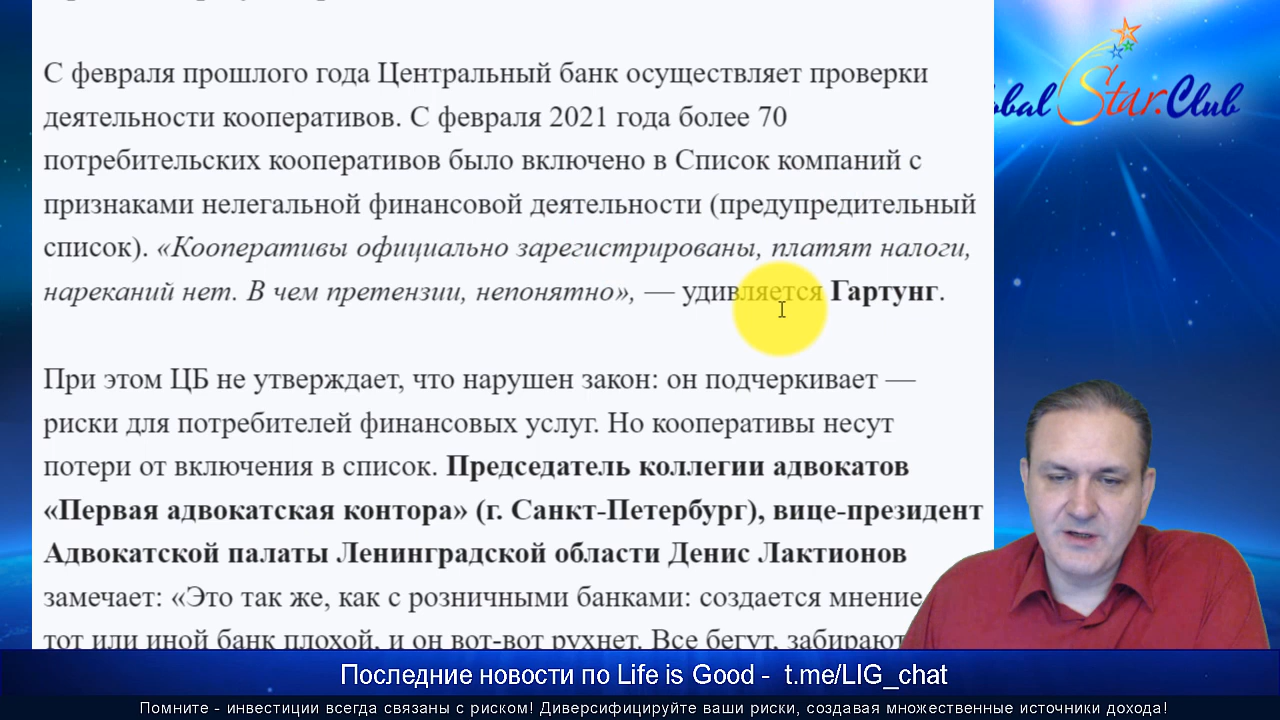 С февраля прошлого года Центральный банк осуществляет проверки
деятельности кооперативов. С февраля 2021 года более 70
потребительских кооперативов было включено в Список компаний с
признаками нелегальной финансовой деятельности (предупредительный
список). «Кооперативы официально зарегистрированы, платят налоги,
нареканий нет. В чем претензии, непонятно», — удивляется Гартунг.
При этом ЦБ не утверждает, что нарушен закон: он подчеркивает —
риски для потребителей финансовых услуг. Но кооперативы несут
потери от включения в список. Председатель коллегии адвокатов
«Первая адвокатская контора» (г. Санкт-Петербург), вице-президент
Адвокатской палаты Ленинградской области Денис Лактионов
замечает: «Это так же, как с розничными банками: создается мнение
тот или иной банк плохой, и он вот-вот рухнет. Все бегут, забирают
obal Star.Club
Последние новости по Life is Good - t.me/LIG_chat
Помните - инвестиции всегда связаны с риском! Диверсифицируйте ваши риски, создавая множественные источники дохода!